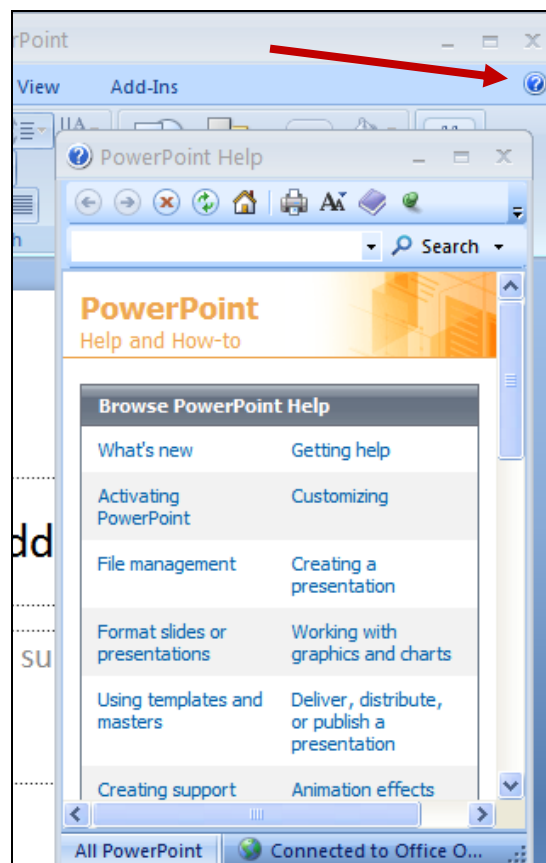 rPoint
View Add-Ins
PowerPoint Help
Search
PowerPoint
Help and How-to
Browse PowerPoint Help
What's new Getting help
Activating PowerPoint Customizing
File management Creating a presentation
Format slides or presentations Working with graphics and charts
Using templates and masters Deliver, distribute, or publish a presentation
Creating support Animation effects
h
dd
su
All PowerPoint Connected to Office O...